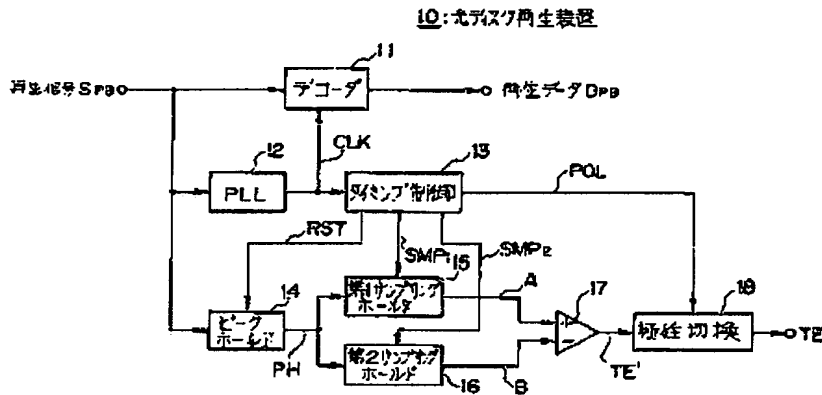 10:光ディスク再生装置
11
再生信号SPB
デコーダ
再生データDPB
12
CLK
13
PLL
タイミング制御
POL
RST
SMP1
SMP2
14
15
ピーク
ホールド
PH
第1サンプリング
ホールド
A
17
18
極性切換
TE
第2サンプリング
ホールド
16
B
TE'